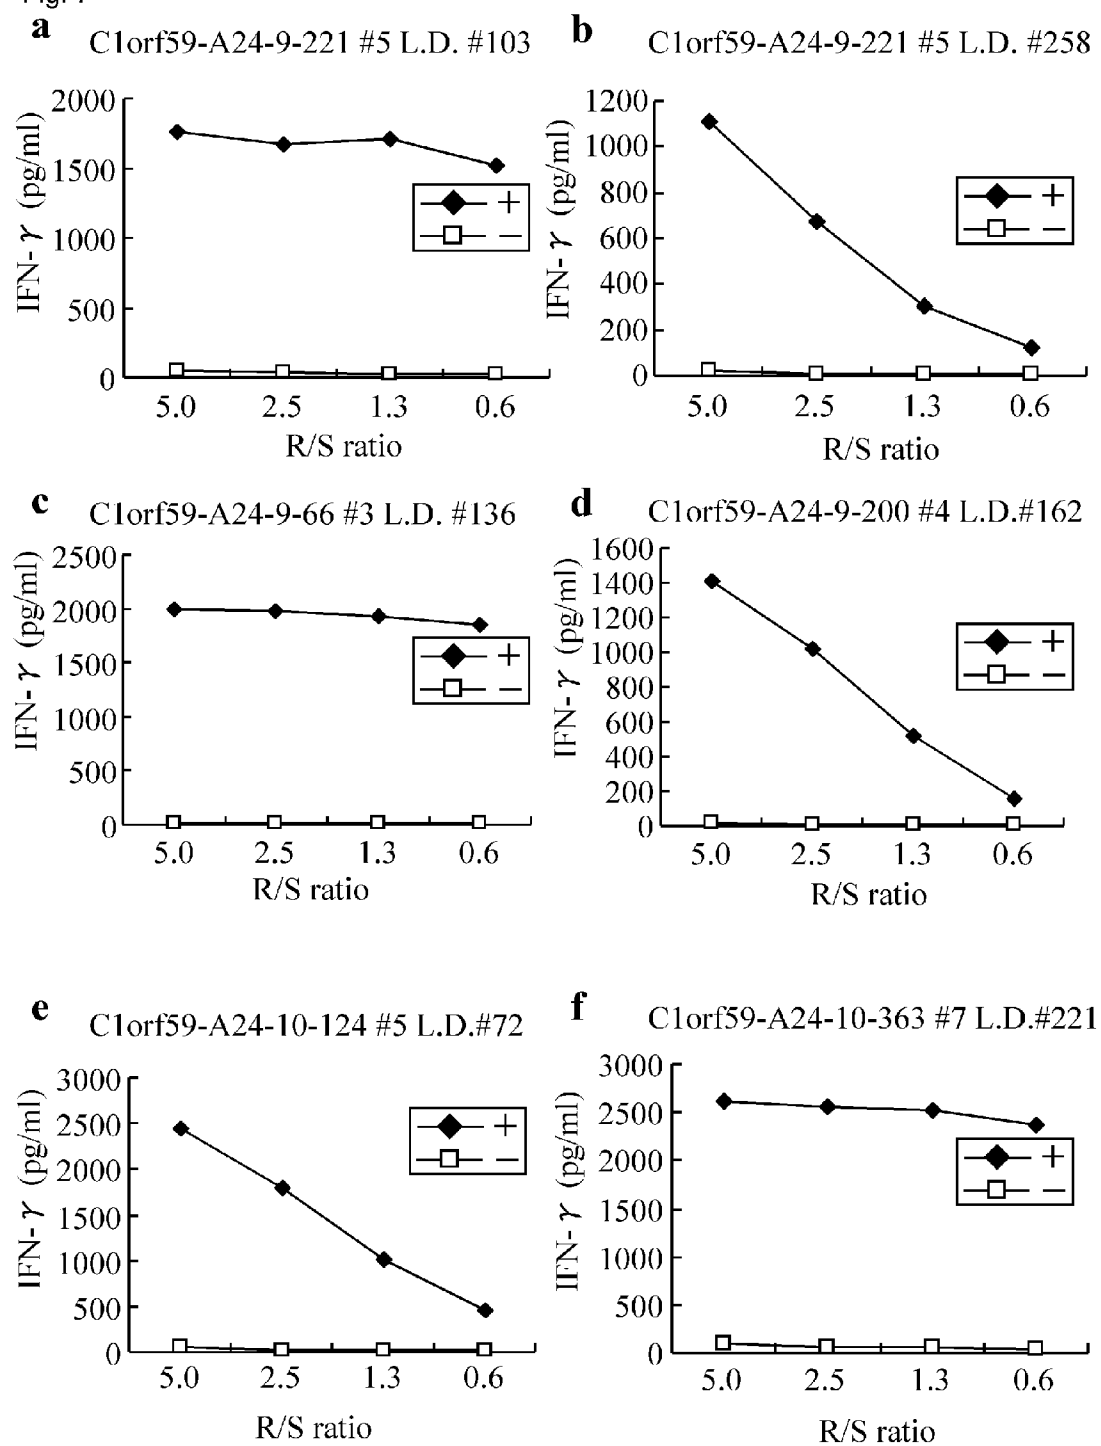 a
C1orf59-A24-9-221 #5 L.D. #103
IFN-γ (pg/ml)
2000
1500
1000
500
0
+
−
5.0 2.5 1.3 0.6
R/S ratio
b
C1orf59-A24-9-221 #5 L.D. #258
IFN-γ (pg/ml)
1200
1000
800
600
400
200
0
+
−
5.0 2.5 1.3 0.6
R/S ratio
c
C1orf59-A24-9-66 #3 L.D. #136
IFN-γ (pg/ml)
2500
2000
1500
1000
500
0
+
−
5.0 2.5 1.3 0.6
R/S ratio
d
C1orf59-A24-9-200 #4 L.D.#162
IFN-γ (pg/ml)
1600
1400
1200
1000
800
600
400
200
0
+
−
5.0 2.5 1.3 0.6
R/S ratio
e
C1orf59-A24-10-124 #5 L.D.#72
IFN-γ (pg/ml)
3000
2500
2000
1500
1000
500
0
+
−
5.0 2.5 1.3 0.6
R/S ratio
f
C1orf59-A24-10-363 #7 L.D.#221
IFN-γ (pg/ml)
3000
2500
2000
1500
1000
500
0
+
−
5.0 2.5 1.3 0.6
R/S ratio